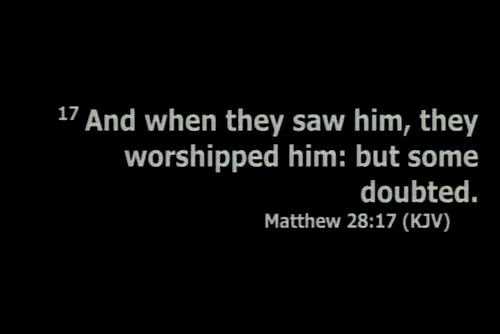 17 And when they saw him, they
worshipped him: but some
doubted.
Matthew 28:17 (KJV)